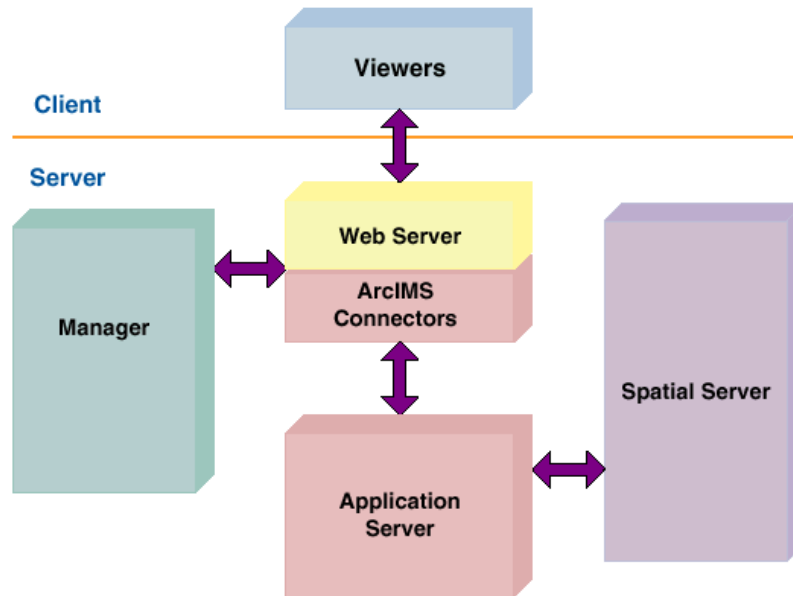 Viewers
Client
Server
Web Server
ArcIMS
Connectors
Manager
Spatial Server
Application
Server